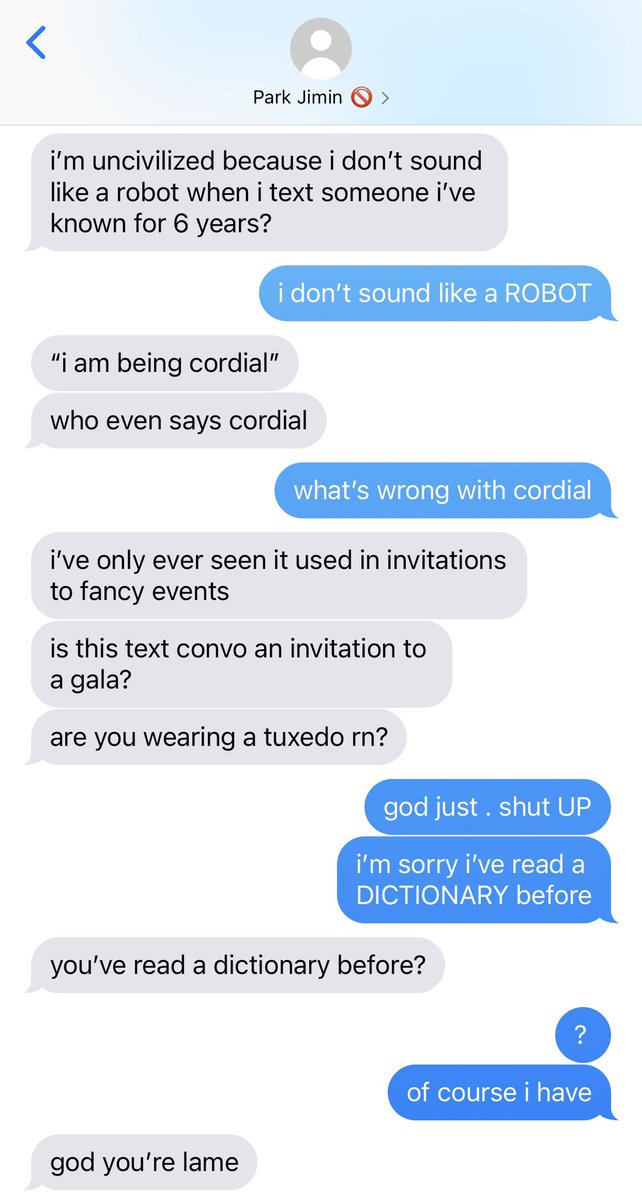 Park Jimin 🚫
i’m uncivilized because i don’t sound
like a robot when i text someone i’ve
known for 6 years?
i don’t sound like a ROBOT
“i am being cordial”
who even says cordial
what’s wrong with cordial
i’ve only ever seen it used in invitations
to fancy events
is this text convo an invitation to
a gala?
are you wearing a tuxedo rn?
god just . shut UP
i’m sorry i’ve read a
DICTIONARY before
you’ve read a dictionary before?
?
of course i have
god you’re lame